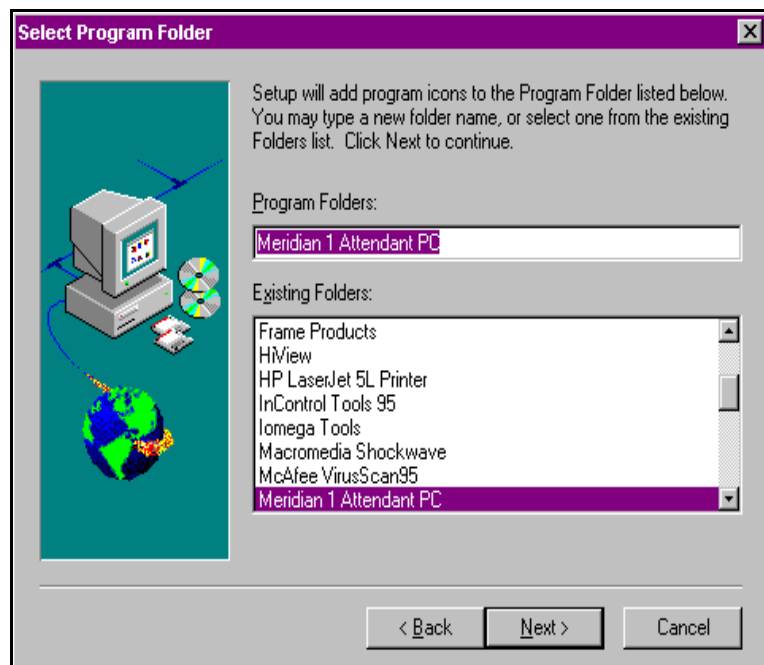 Select Program Folder
Setup will add program icons to the Program Folder listed below.
You may type a new folder name, or select one from the existing
Folders list. Click Next to continue.
Program Folders:
Meridian 1 Attendant PC
Existing Folders:
Frame Products
HiView
HP LaserJet 5L Printer
InControl Tools 95
Iomega Tools
Macromedia Shockwave
McAfee VirusScan95
Meridian 1 Attendant PC
< Back
Next >
Cancel